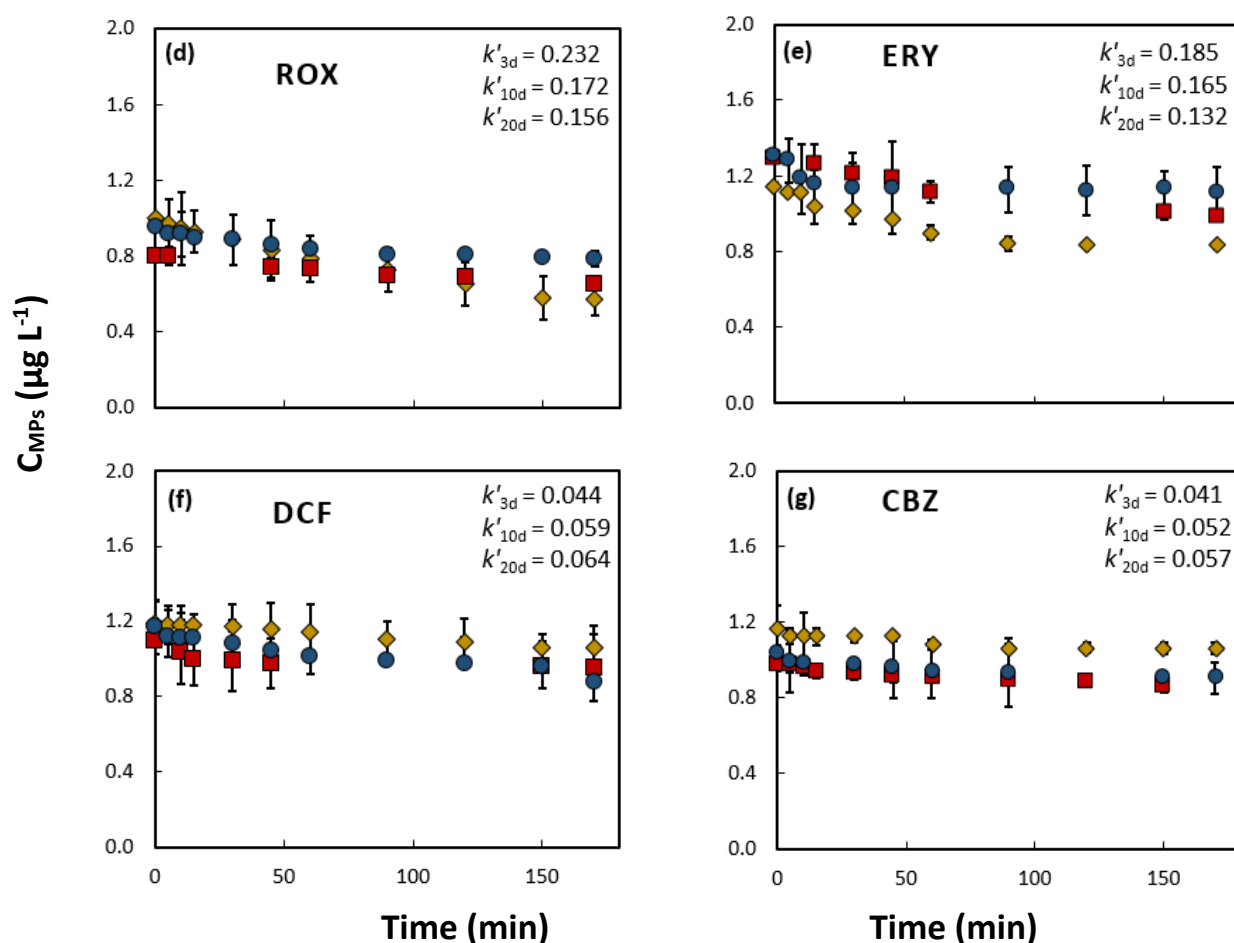 (d)
ROX
k'3d = 0.232
k'10d = 0.172
k'20d = 0.156
2.0
1.6
1.2
0.8
0.4
0.0
(e)
ERY
k'3d = 0.185
k'10d = 0.165
k'20d = 0.132
2.0
1.6
1.2
0.8
0.4
0.0
CMPs (µg L-1)
(f)
DCF
k'3d = 0.044
k'10d = 0.059
k'20d = 0.064
2.0
1.6
1.2
0.8
0.4
0.0
0 50 100 150
Time (min)
(g)
CBZ
k'3d = 0.041
k'10d = 0.052
k'20d = 0.057
2.0
1.6
1.2
0.8
0.4
0.0
0 50 100 150
Time (min)